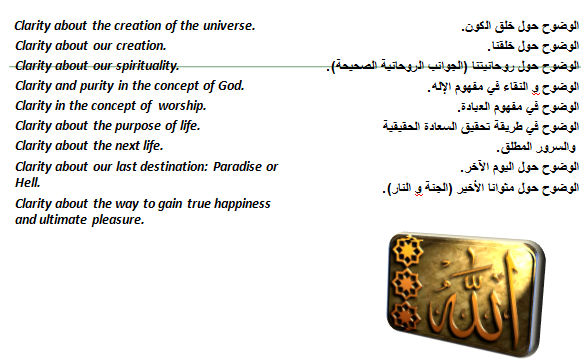 Clarity about the creation of the universe.
Clarity about our creation.
Clarity about our spirituality.
Clarity and purity in the concept of God.
Clarity in the concept of worship.
Clarity about the purpose of life.
Clarity about the next life.
Clarity about our last destination: Paradise or
Hell.
Clarity about the way to gain true happiness
and ultimate pleasure.
الوضوح حول خلق الكون.
الوضوح حول خلقنا.
الوضوح حول روحانيتنا (الجوانب الروحانية الصحيحة).
الوضوح و النقاء في مفهوم الإله.
الوضوح في مفهوم العبادة.
الوضوح في طريقة تحقيق السعادة الحقيقية
والسرور المطلق.
الوضوح حول اليوم الآخر.
الوضوح حول مثوانا الأخير (الجنة و النار).
الله